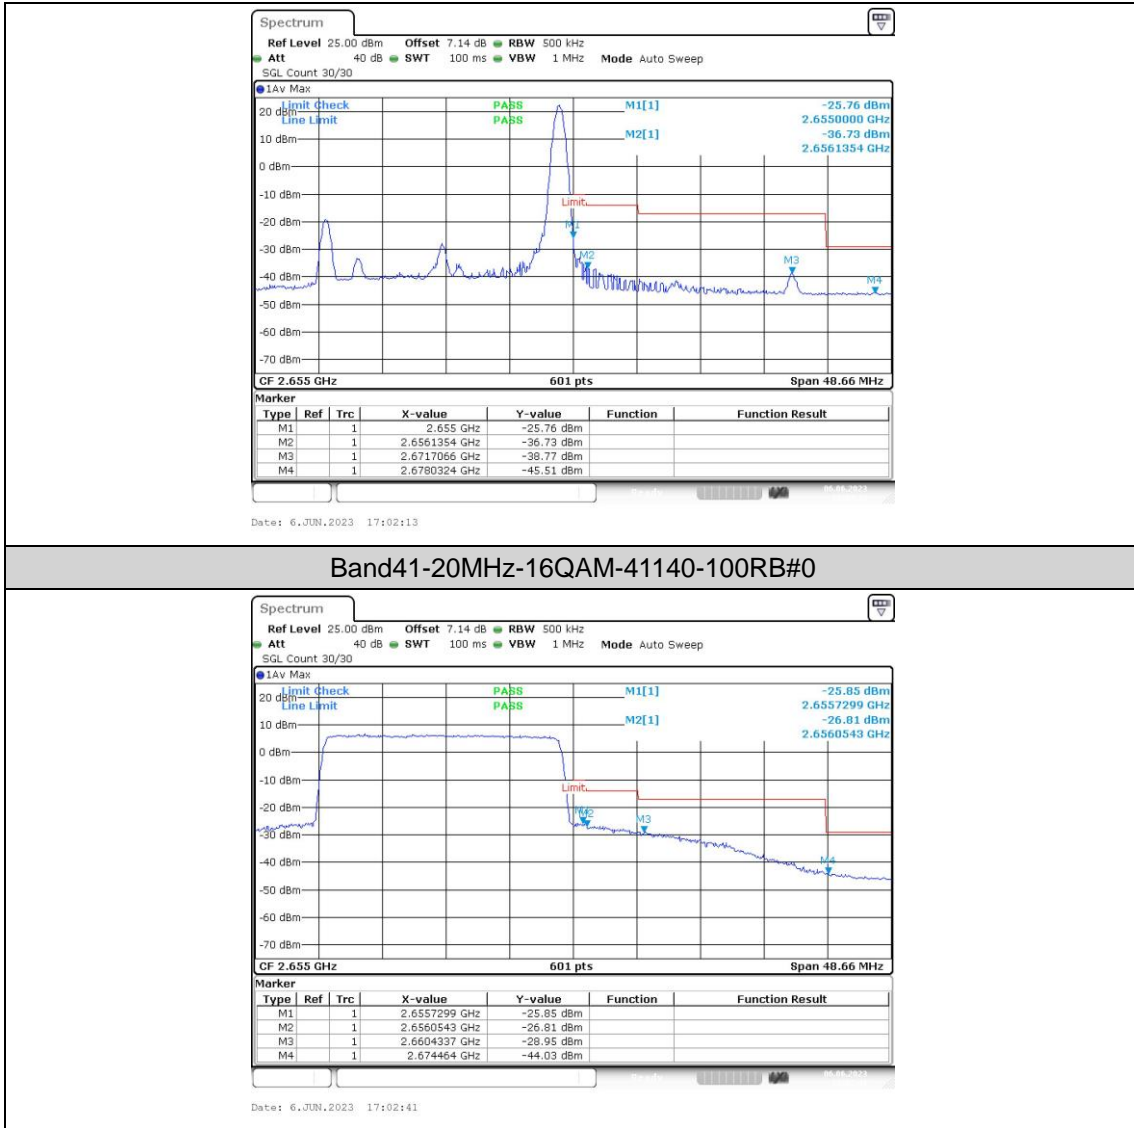 Spectrum
Ref Level 25.00 dBm Offset 7.14 dB RBW 500 kHz
Att 40 dB SWT 100 ms VBW 1 MHz Mode Auto Sweep
SGL Count 30/30
1Av Max
Limit Check PASS M1[1] -25.76 dBm
20 dBm
Line Limit PASS 2.6550000 GHz
10 dBm M2[1] -36.73 dBm
2.6561354 GHz
0 dBm
-10 dBm
Limit
-20 dBm
M1
-30 dBm
M2 M3
-40 dBm M4
-50 dBm
-60 dBm
-70 dBm
CF 2.655 GHz 601 pts Span 48.66 MHz
Marker
Type Ref Trc X-value Y-value Function Function Result
M1 1 2.655 GHz -25.76 dBm
M2 1 2.6561354 GHz -36.73 dBm
M3 1 2.6717066 GHz -38.77 dBm
M4 1 2.6780324 GHz -45.51 dBm
Date: 6.JUN.2023 17:02:13
Band41-20MHz-16QAM-41140-100RB#0
Spectrum
Ref Level 25.00 dBm Offset 7.14 dB RBW 500 kHz
Att 40 dB SWT 100 ms VBW 1 MHz Mode Auto Sweep
SGL Count 30/30
1Av Max
Limit Check PASS M1[1] -25.85 dBm
20 dBm
Line Limit PASS 2.6557299 GHz
10 dBm M2[1] -26.81 dBm
2.6560543 GHz
0 dBm
-10 dBm
Limit
-20 dBm
M2 M3
-30 dBm
-40 dBm M4
-50 dBm
-60 dBm
-70 dBm
CF 2.655 GHz 601 pts Span 48.66 MHz
Marker
Type Ref Trc X-value Y-value Function Function Result
M1 1 2.6557299 GHz -25.85 dBm
M2 1 2.6560543 GHz -26.81 dBm
M3 1 2.6604337 GHz -28.95 dBm
M4 1 2.674464 GHz -44.03 dBm
Date: 6.JUN.2023 17:02:41